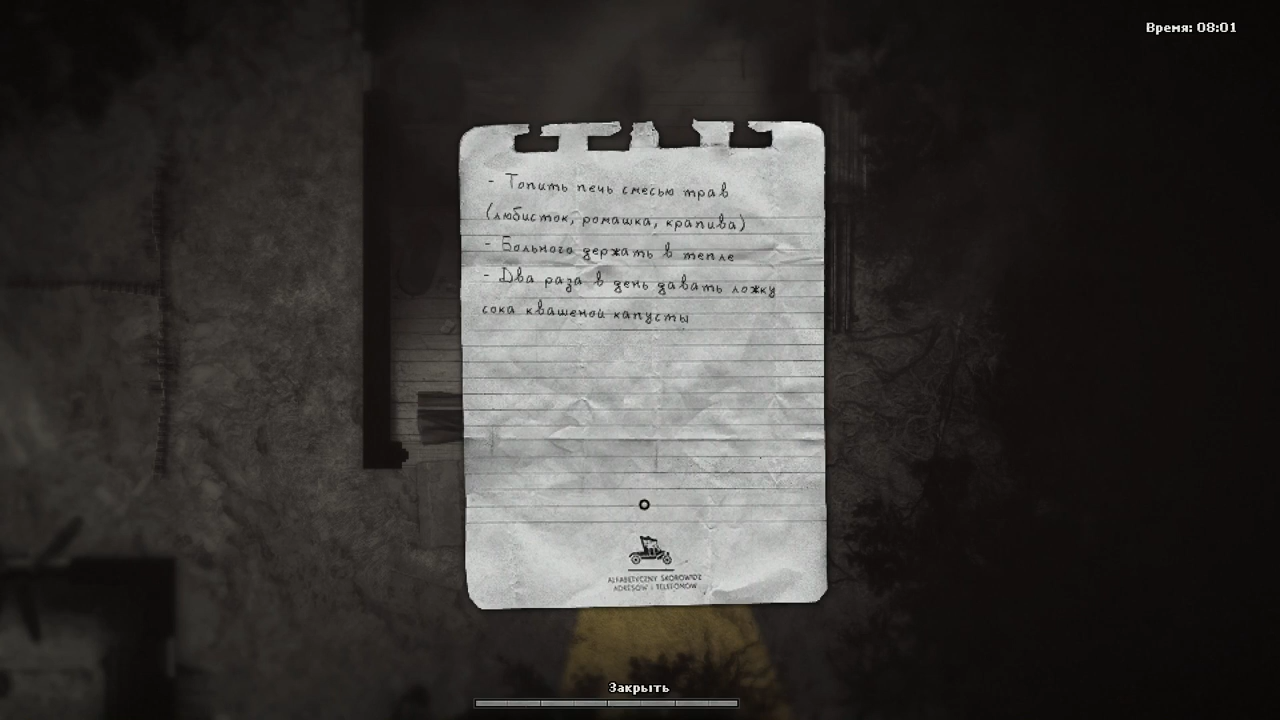 Время: 08:01
- Топить печь смесью трав
(любисток, ромашка, крапива)
- Больного держать в тепле
- Два раза в день давать ложку
сока квашеной капусты
ALFABETYCZNY SKOROWIDZ
ADRESÓW i TELEFONÓW
Закрыть